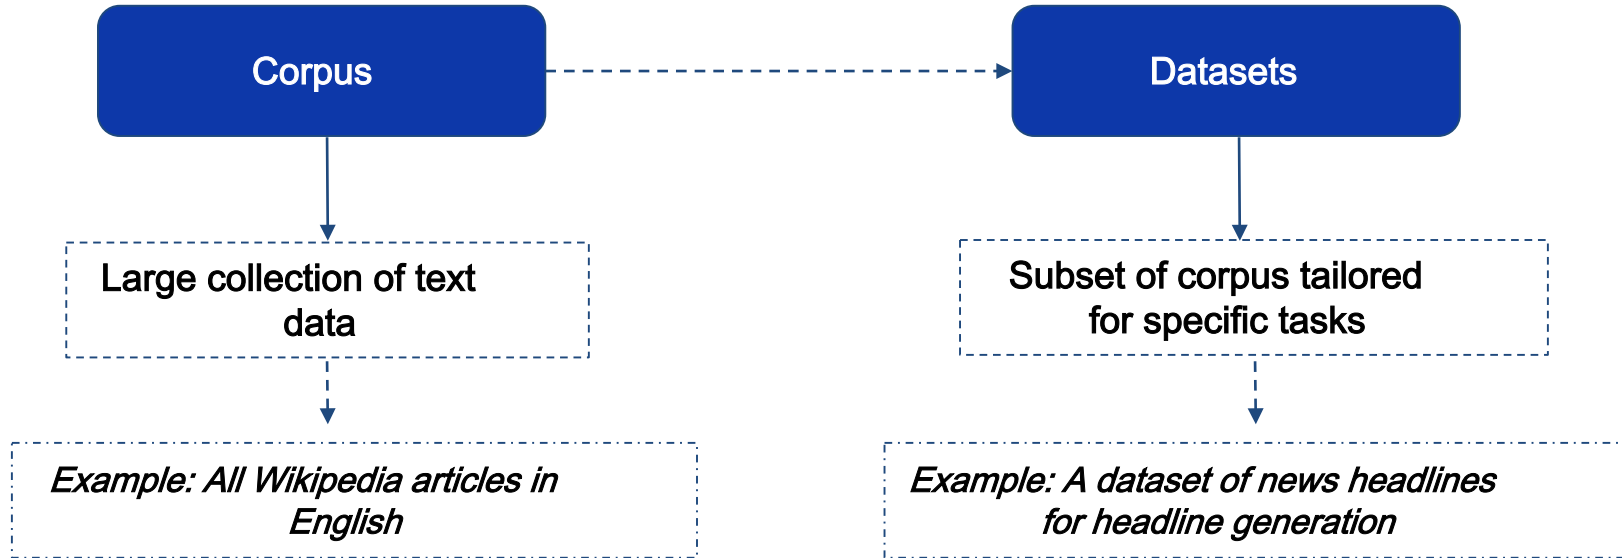 Corpus
Datasets
Large collection of text
data
Subset of corpus tailored
for specific tasks
Example: All Wikipedia articles in
English
Example: A dataset of news headlines
for headline generation